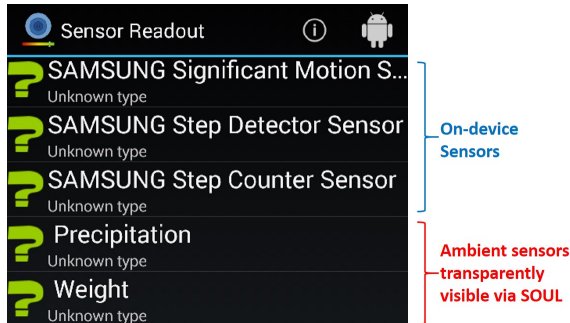 Sensor Readout
SAMSUNG Significant Motion S...
Unknown type
SAMSUNG Step Detector Sensor
Unknown type
SAMSUNG Step Counter Sensor
Unknown type
Precipitation
Unknown type
Weight
Unknown type
On-device
Sensors
Ambient sensors
transparently
visible via SOUL